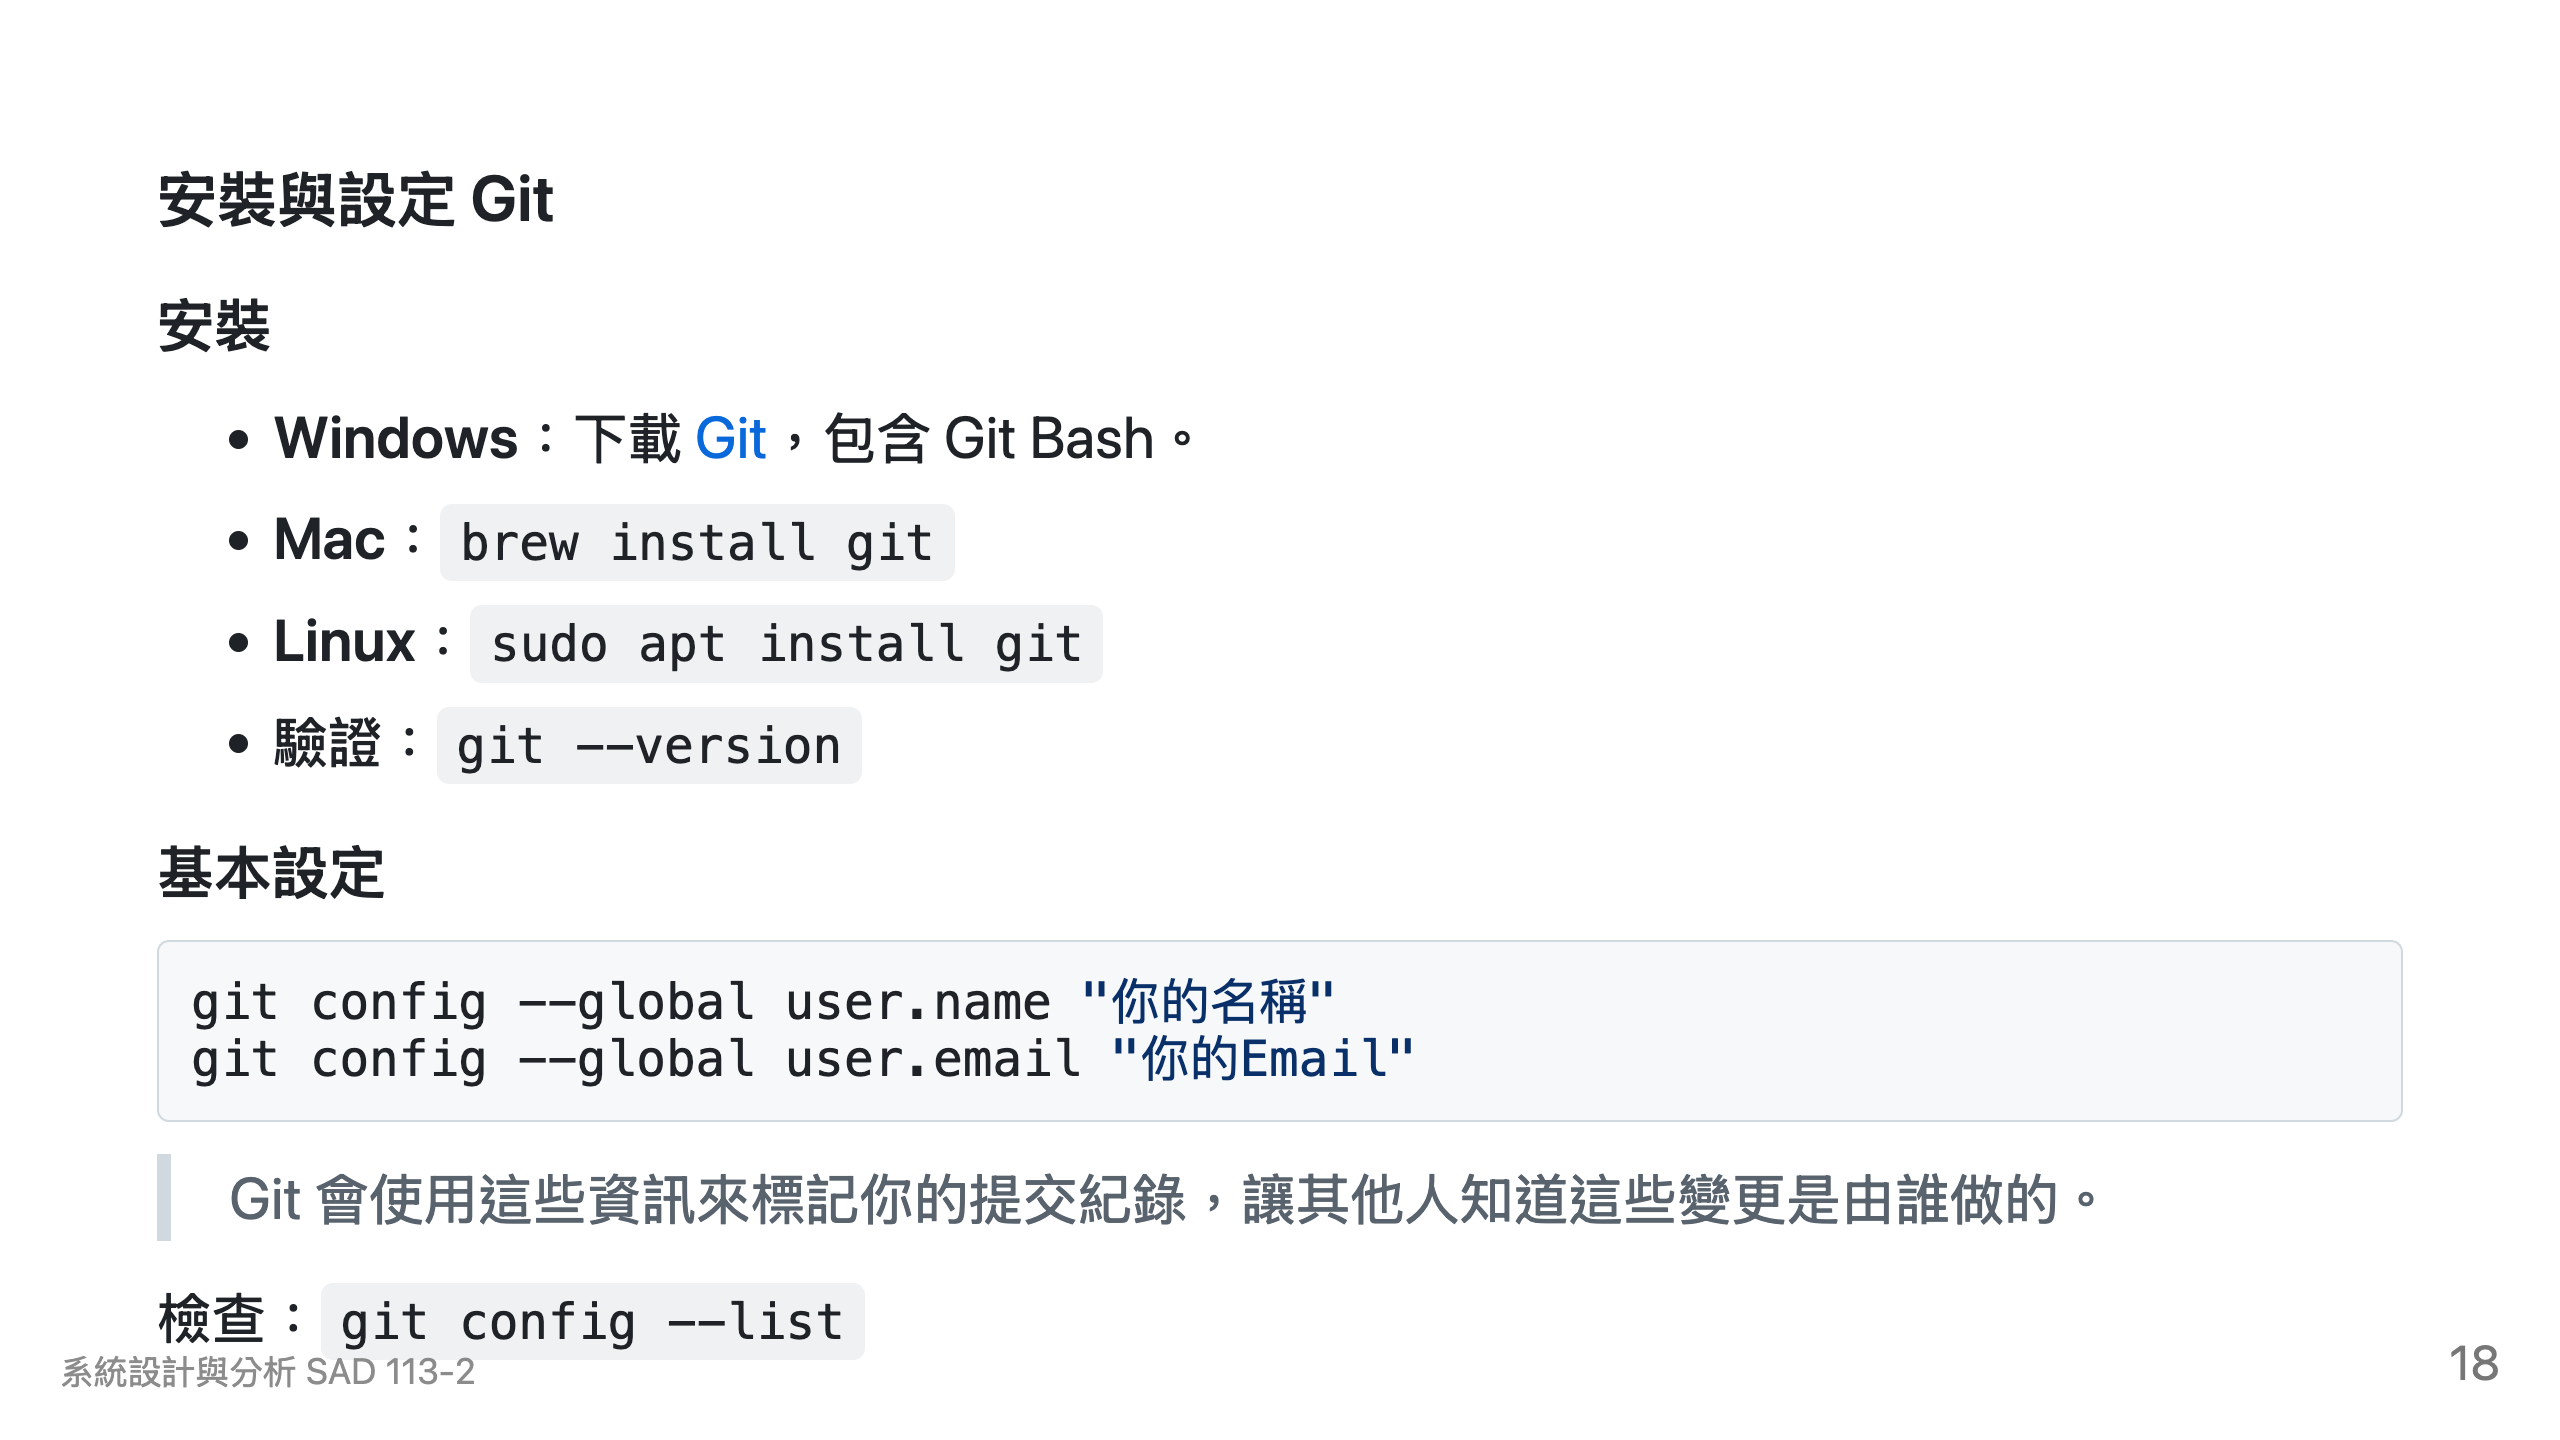 安裝與設定 Git
安裝
• Windows：下載 Git，包含 Git Bash。
• Mac：brew install git
• Linux：sudo apt install git
• 驗證：git --version
基本設定
git config --global user.name "你的名稱"
git config --global user.email "你的Email"
Git 會使用這些資訊來標記你的提交紀錄，讓其他人知道這些變更是由誰做的。
檢查：git config --list
系統設計與分析 SAD 113-2
18